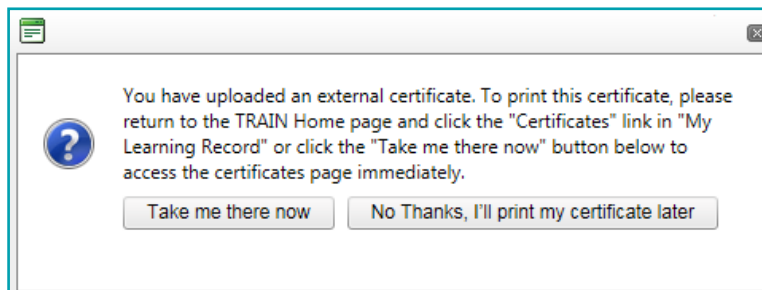 You have uploaded an external certificate. To print this certificate, please
return to the TRAIN Home page and click the "Certificates" link in "My
Learning Record" or click the "Take me there now" button below to
access the certificates page immediately.
Take me there now
No Thanks, I'll print my certificate later